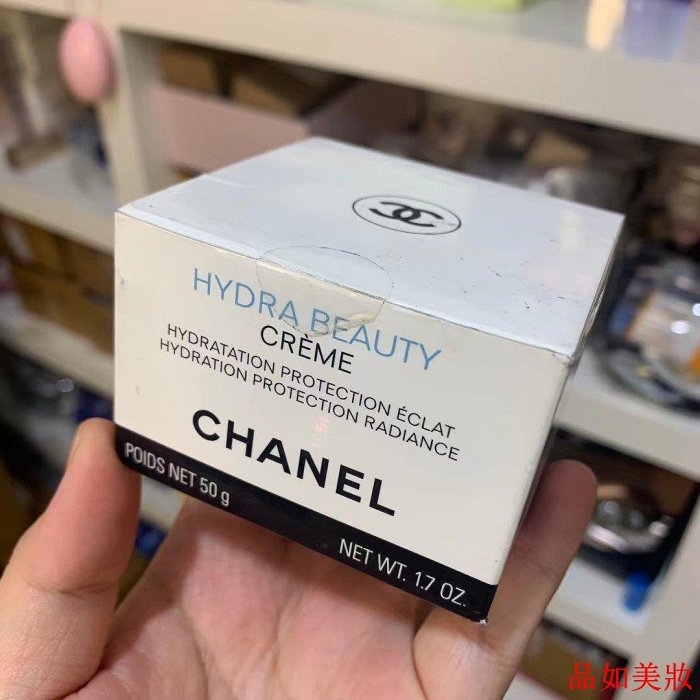 HYDRA BEAUTY
CRÈME
HYDRATATION PROTECTION ÉCLAT
HYDRATION PROTECTION RADIANCE
CHANEL
POIDS NET 50 g
NET WT. 1.7 OZ.
品如美妝